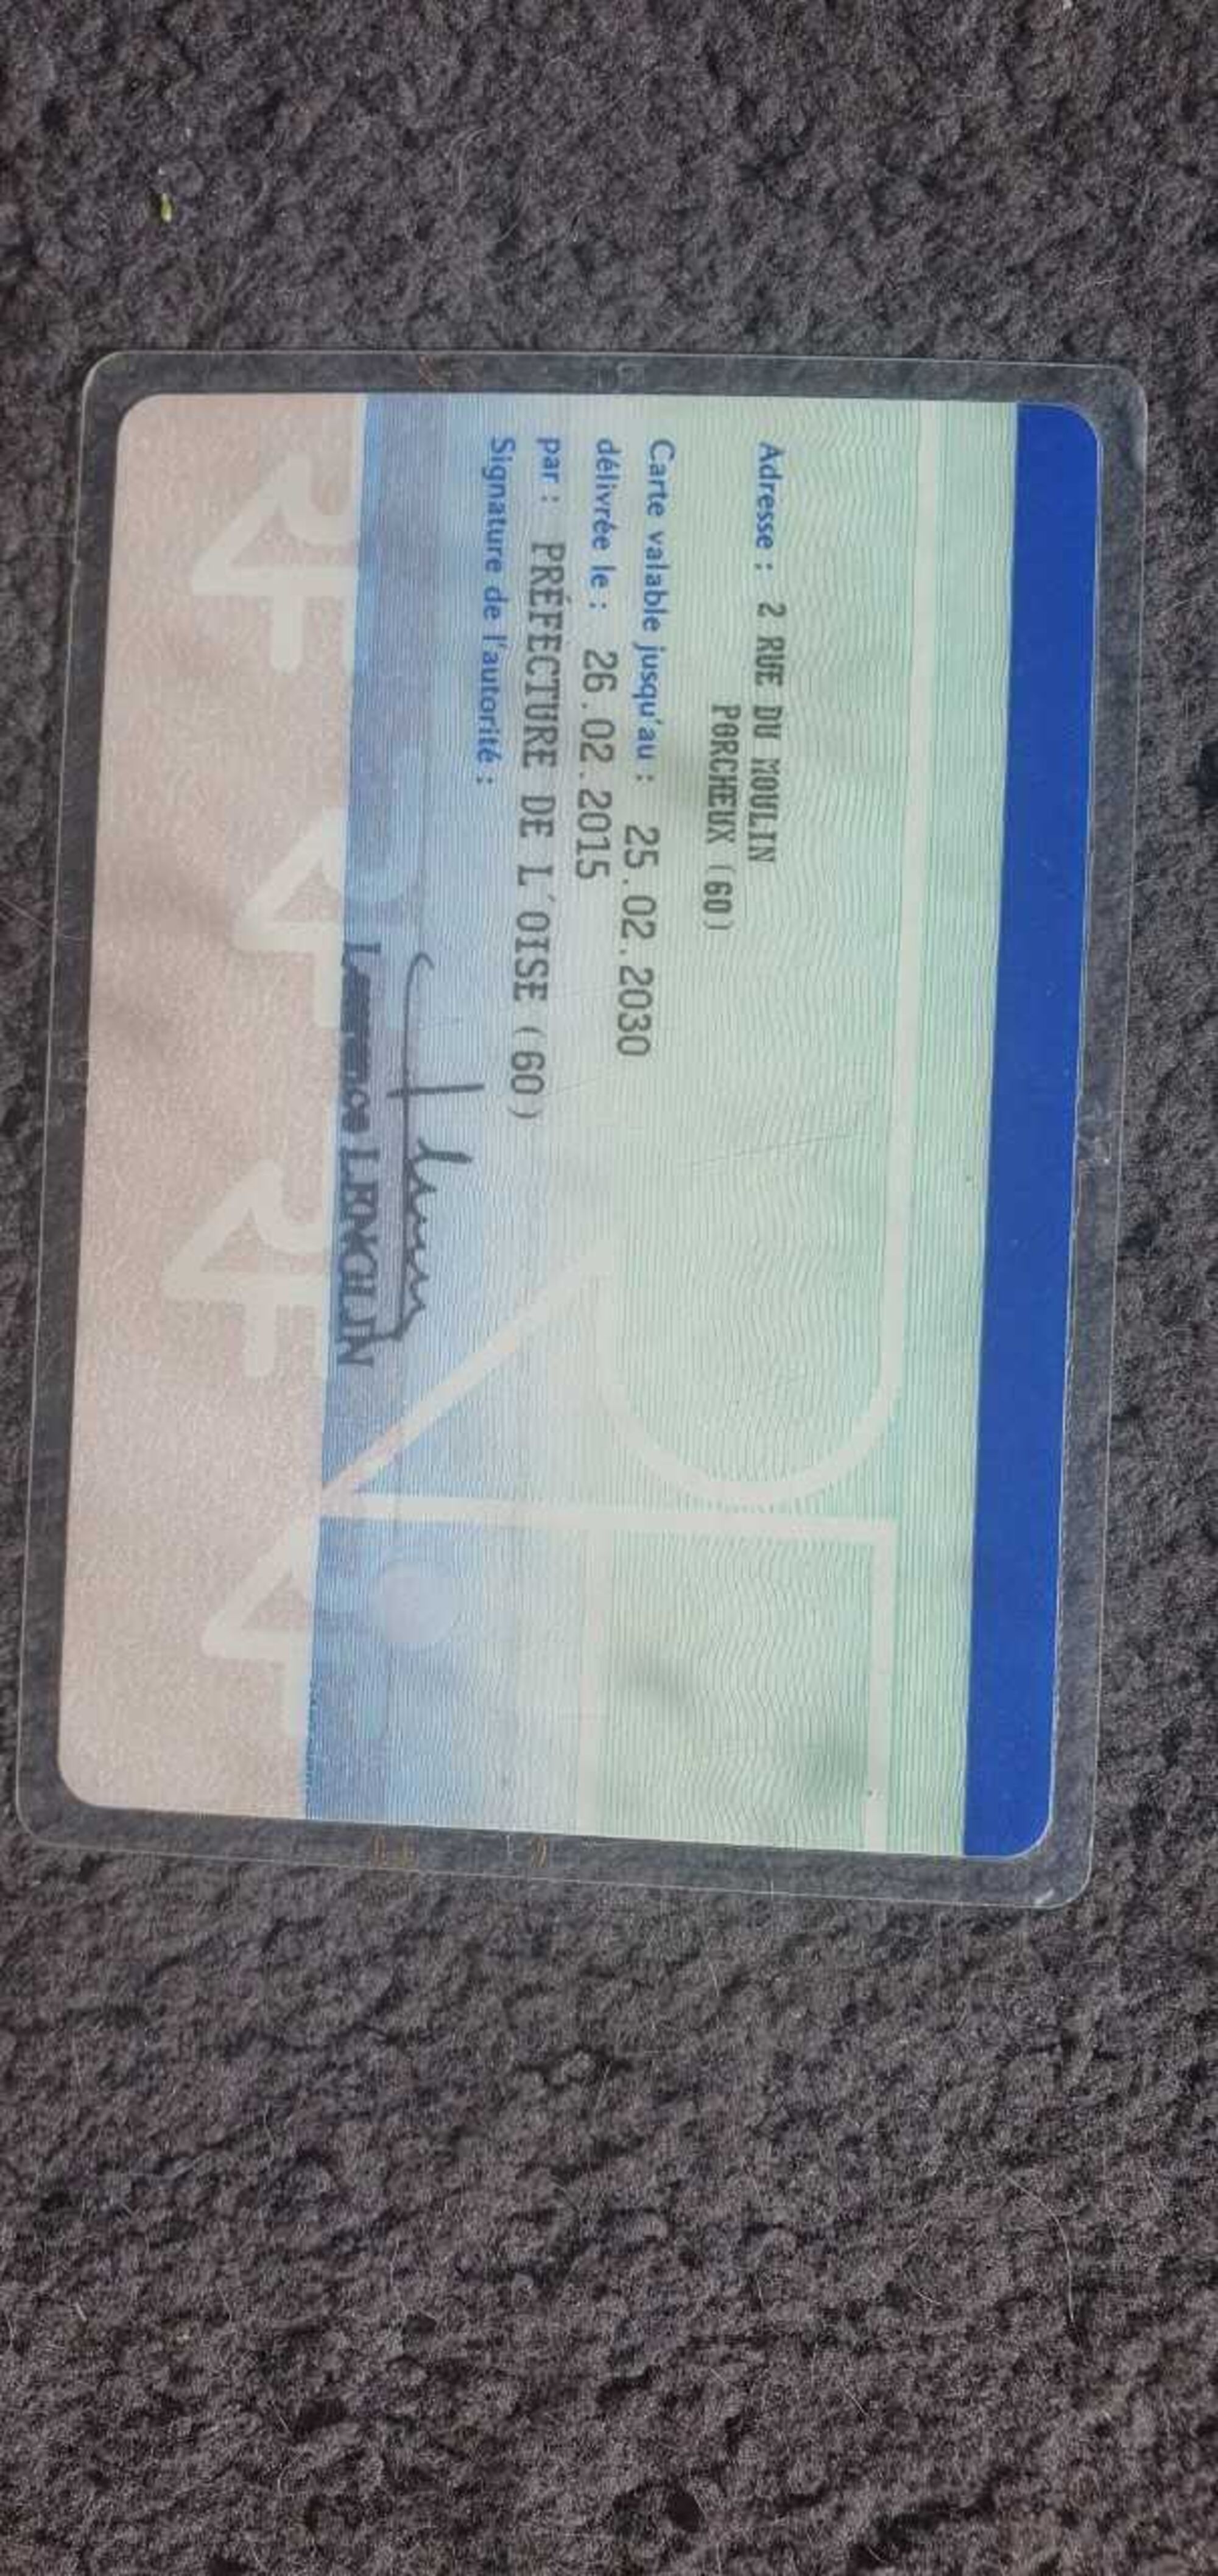 Adresse : 2 RUE DU MOULIN
PORCHEUX (60)
Carte valable jusqu'au : 25.02.2030
délivrée le : 26.02.2015
par : PRÉFECTURE DE L'OISE (60)
Signature de l'autorité :